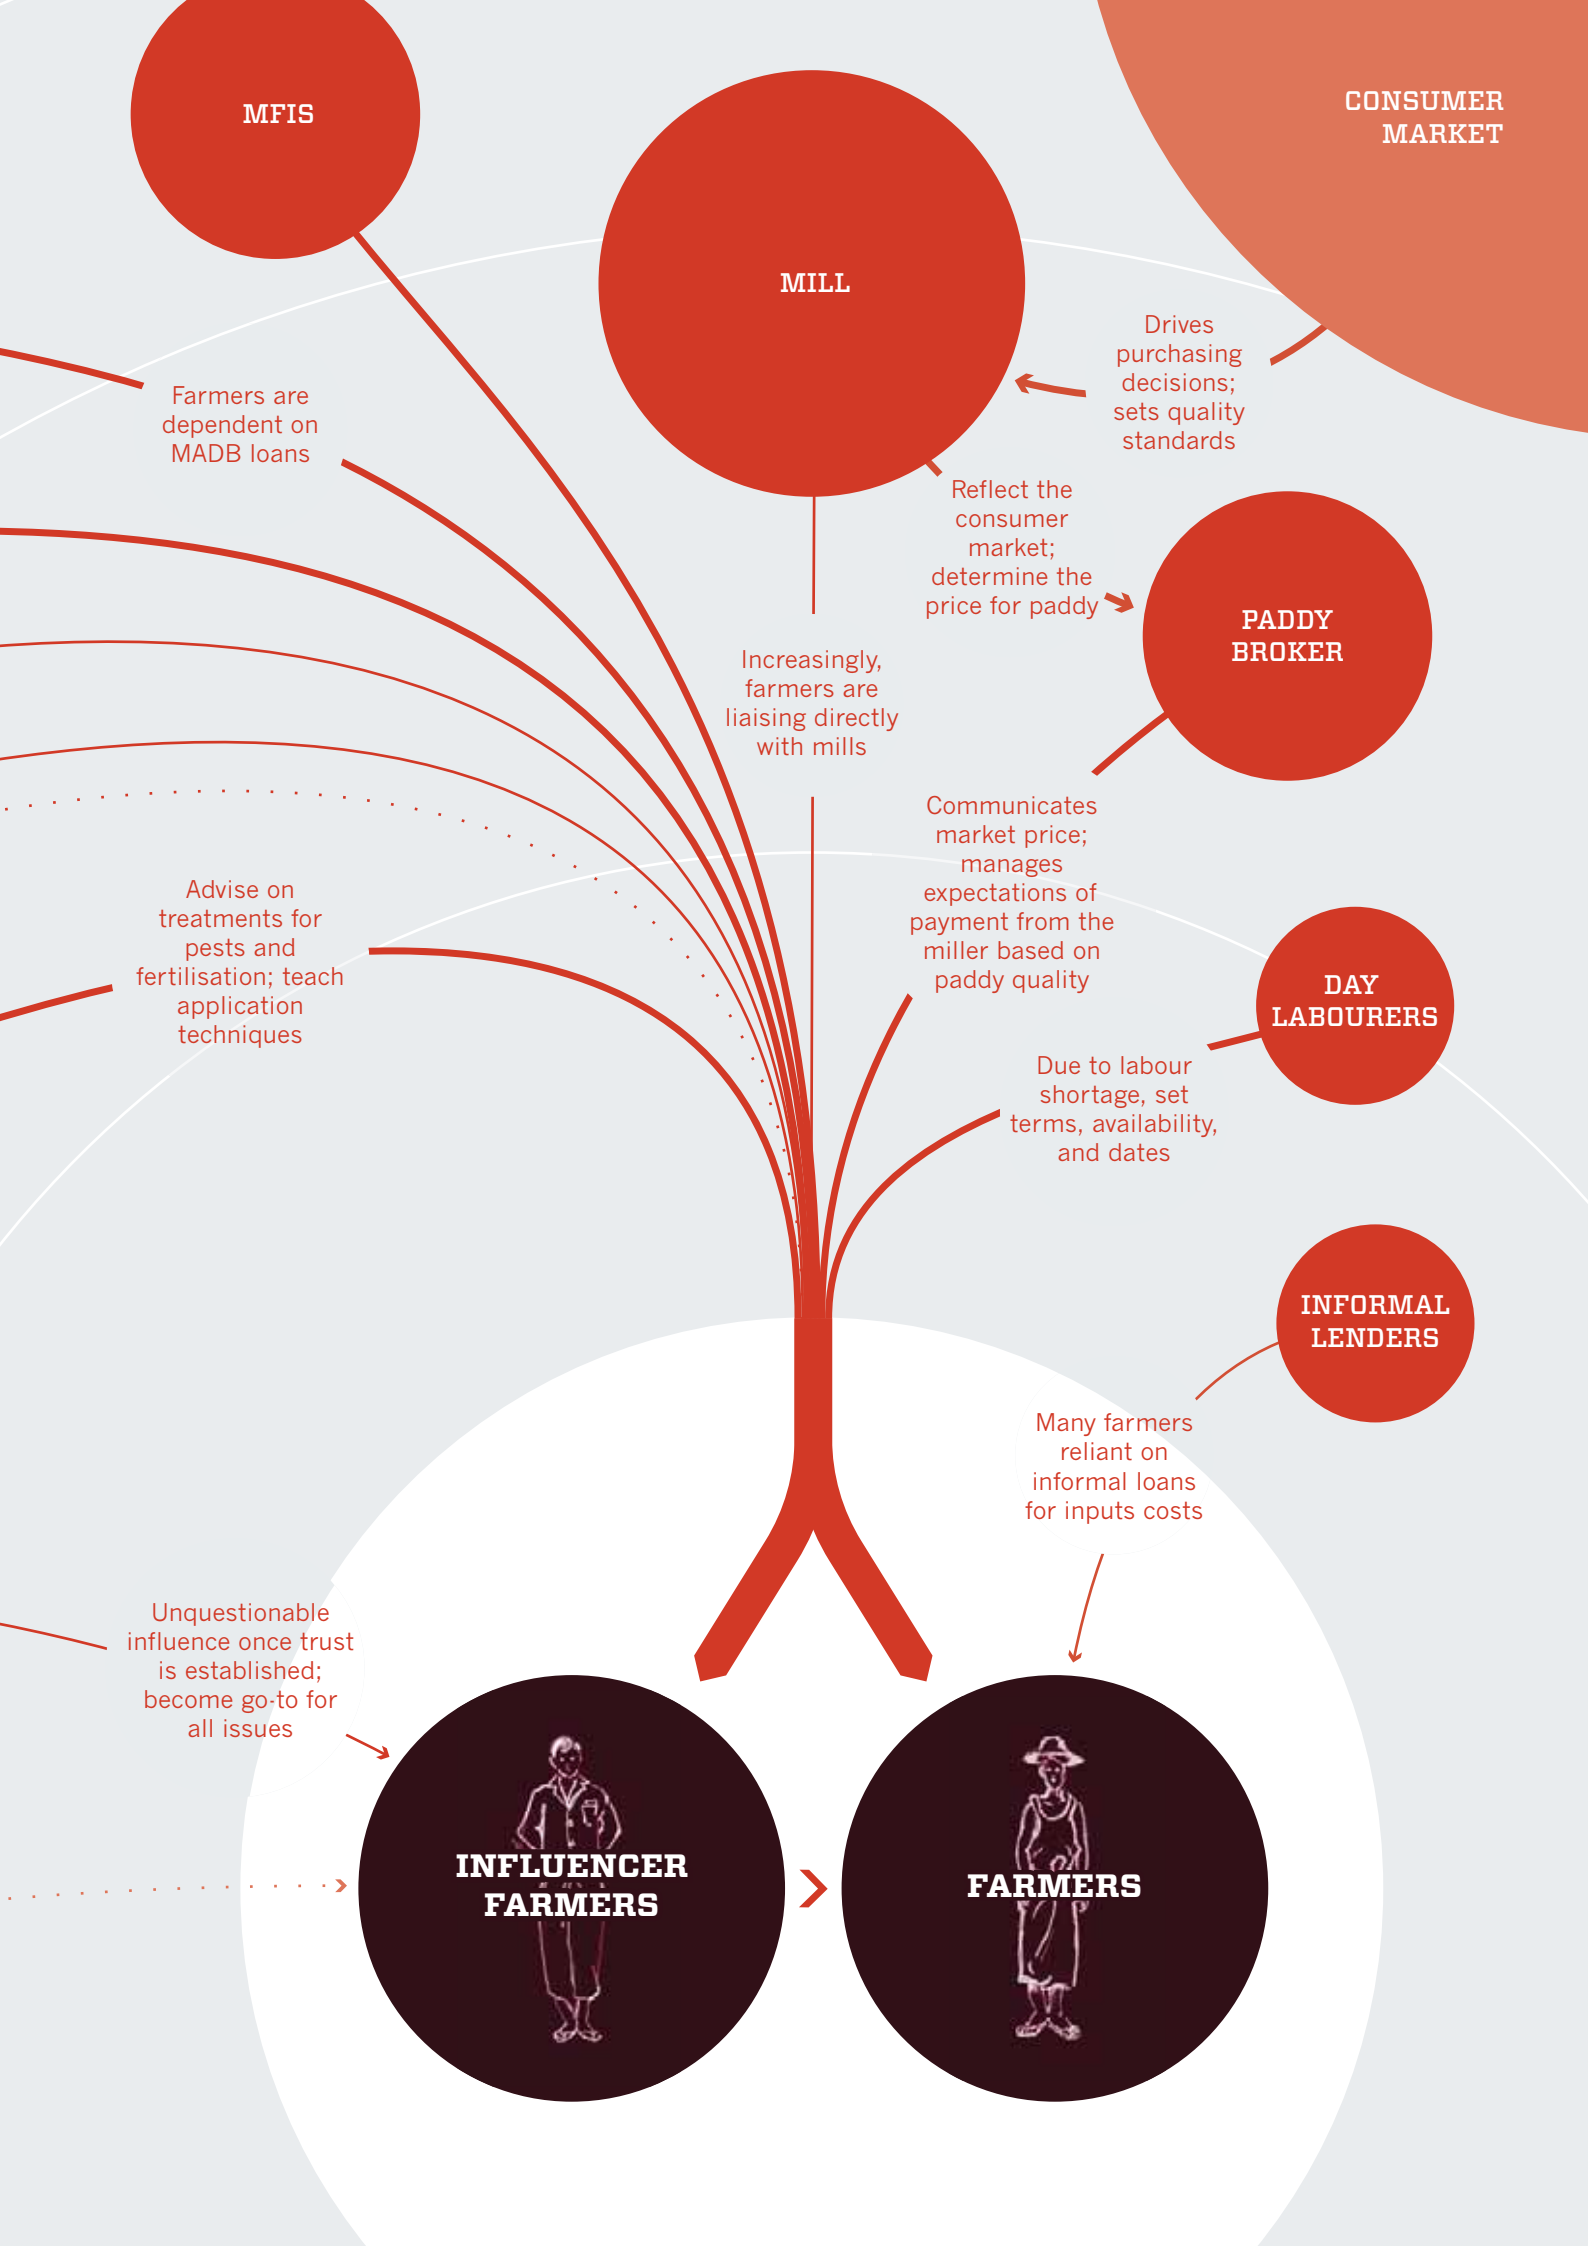 MFIS
CONSUMER
MARKET
MILL
Drives
purchasing
decisions;
sets quality
standards
Farmers are
dependent on
MADB loans
Reflect the
consumer
market;
determine the
price for paddy
PADDY
BROKER
Increasingly,
farmers are
liaising directly
with mills
Communicates
market price;
manages
expectations of
payment from the
miller based on
paddy quality
Advise on
treatments for
pests and
fertilisation; teach
application
techniques
DAY
LABOURERS
Due to labour
shortage, set
terms, availability,
and dates
INFORMAL
LENDERS
Many farmers
reliant on
informal loans
for inputs costs
Unquestionable
influence once trust
is established;
become go-to for
all issues
INFLUENCER
FARMERS
FARMERS